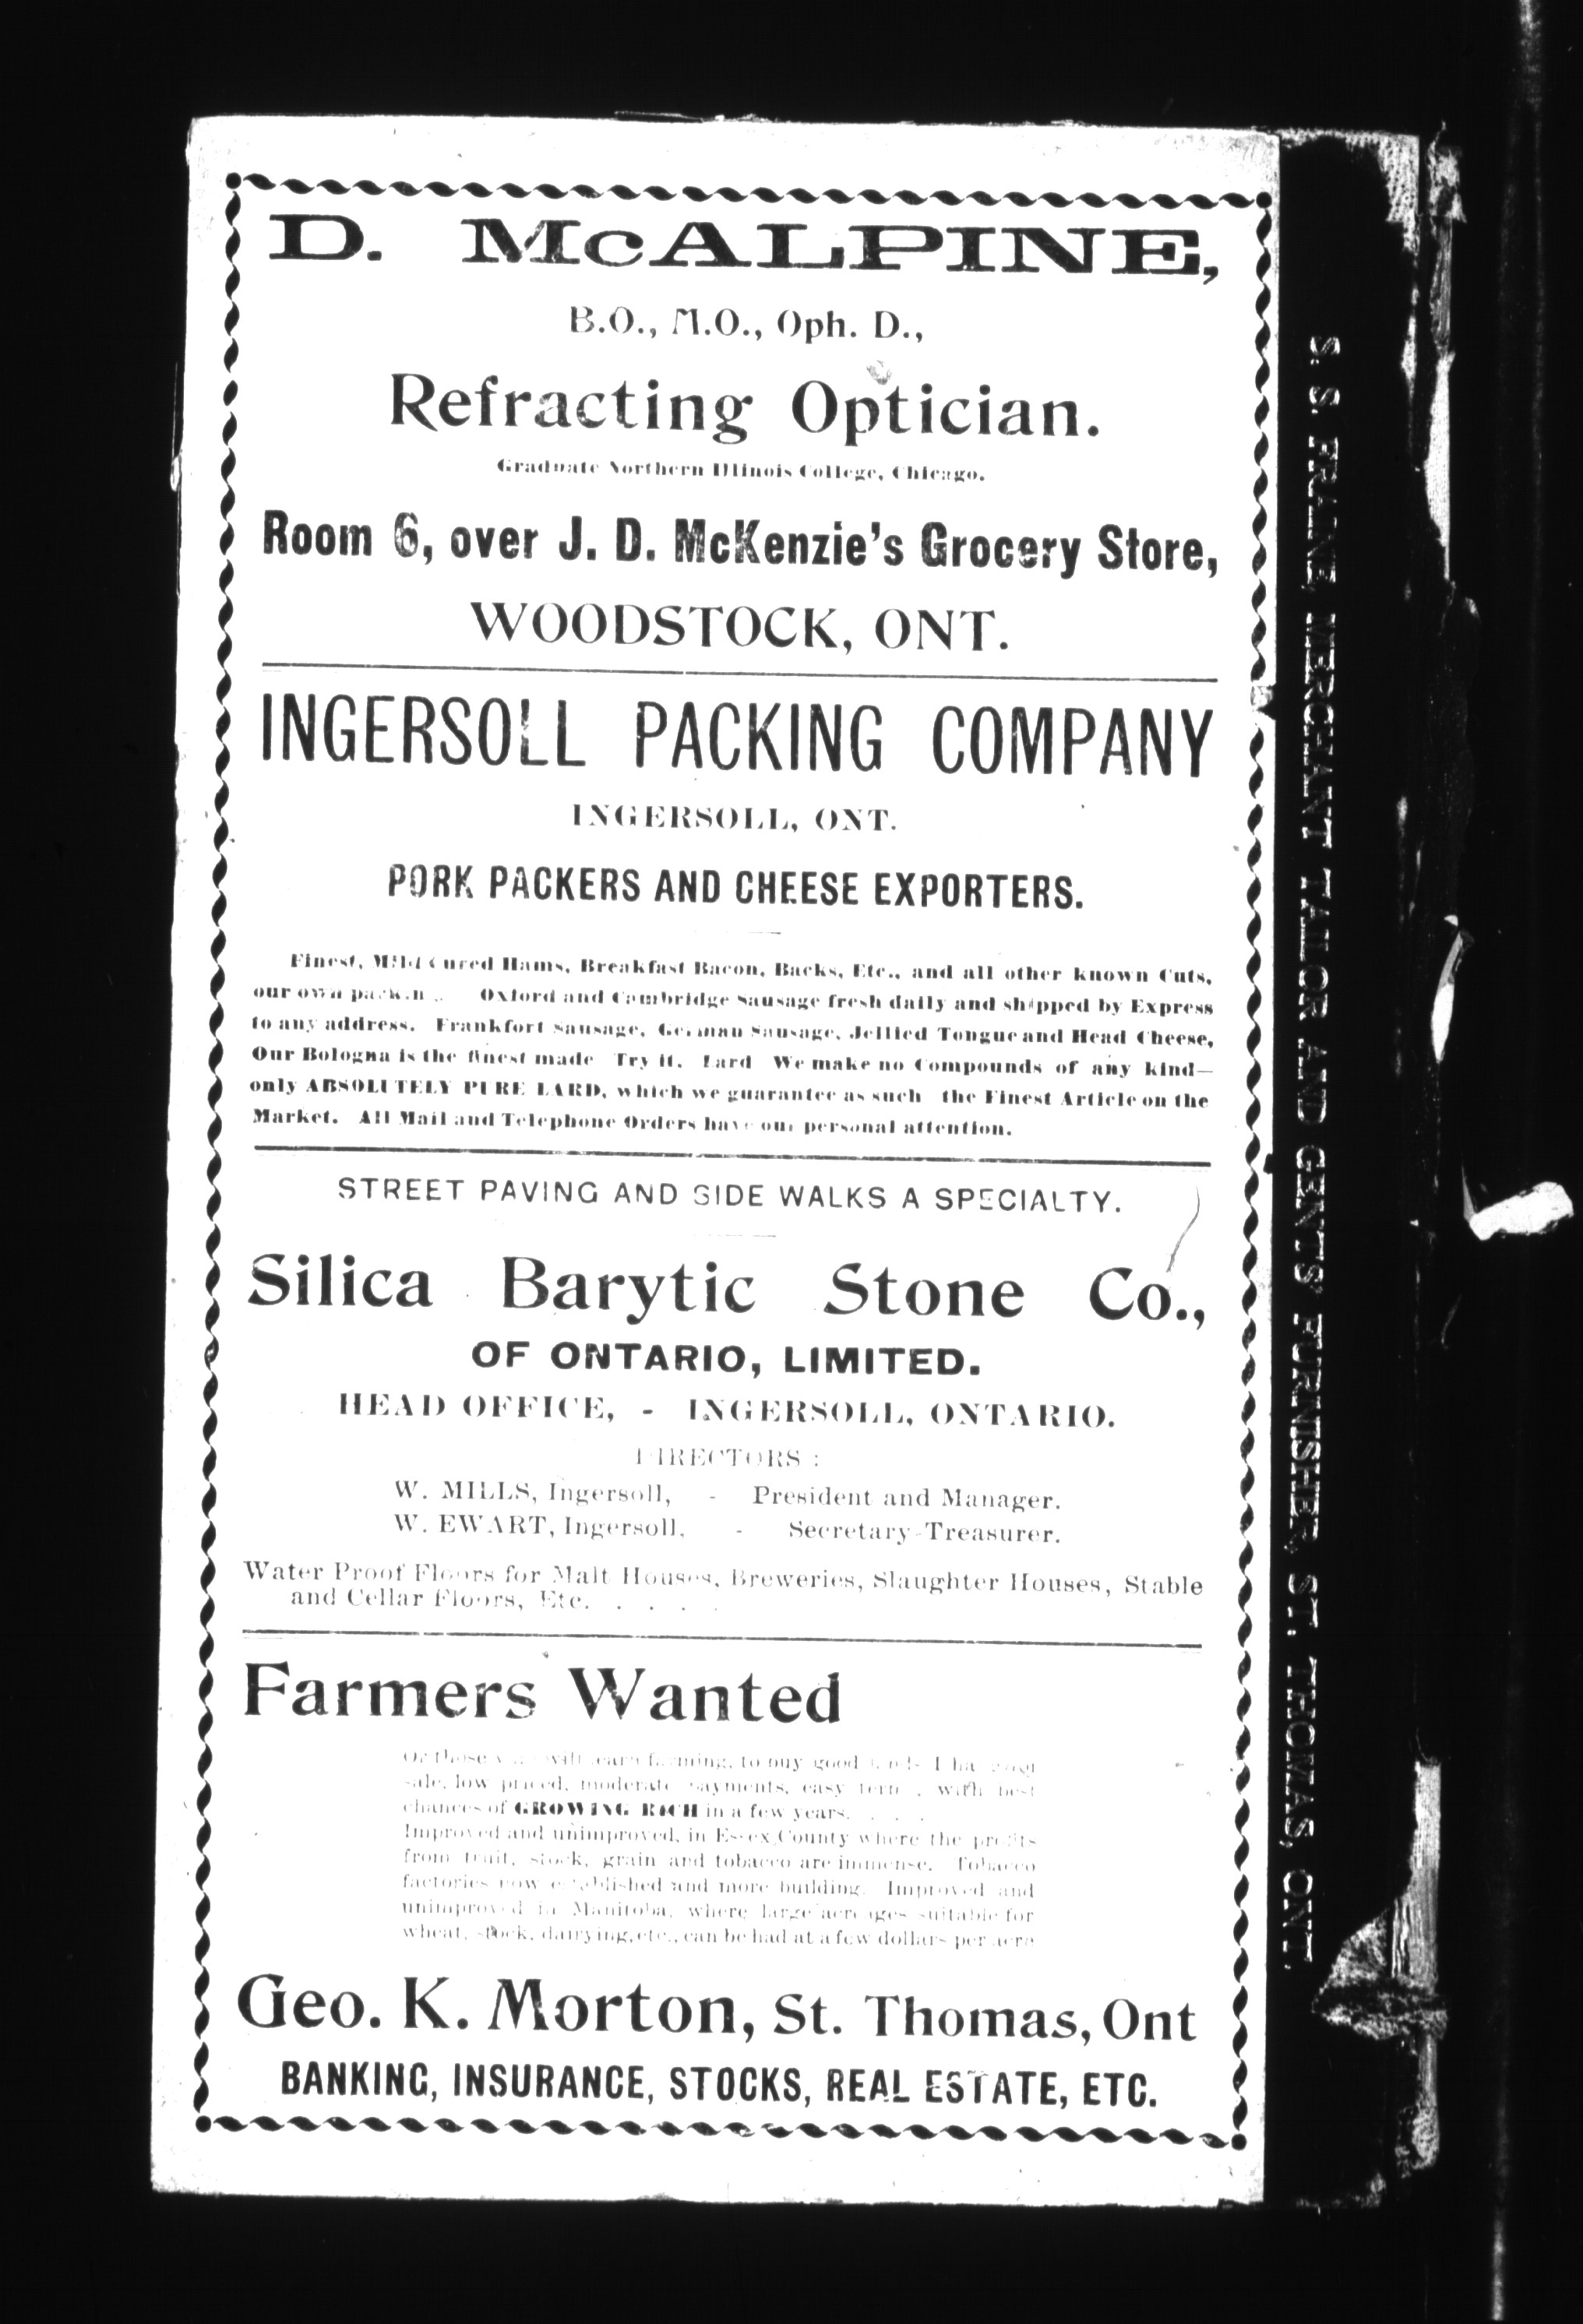 D. McALPINE,
B.O., M.O., Oph. D.,
Refracting Optician.
Graduate Northern Illinois College, Chicago.
Room 6, over J. D. McKenzie's Grocery Store,
WOODSTOCK, ONT.
INGERSOLL PACKING COMPANY
INGERSOLL, ONT.
PORK PACKERS AND CHEESE EXPORTERS.
Finest, Mild Cured Hams, Breakfast Bacon, Backs, Etc., and all other known Cuts,
our own Oxford and Cambridge Sausage fresh daily and shipped by Express
to any address. Frankfort Sausage, German Sausage, Jellied Tongue and Head Cheese,
Our Bologna is the finest made Try it. Lard We make no Compounds of any kind—
only ABSOLUTELY PURE LARD, which we guarantee as such the Finest Article on the
Market. All Mail and Telephone Orders have our personal attention.
STREET PAVING AND SIDE WALKS A SPECIALTY.
Silica Barytic Stone Co.,
OF ONTARIO, LIMITED.
HEAD OFFICE, - INGERSOLL, ONTARIO.
DIRECTORS :
W. MILLS, Ingersoll, - President and Manager.
W. EWART, Ingersoll, - Secretary-Treasurer.
Water Proof Floors for Malt Houses, Breweries, Slaughter Houses, Stable
and Cellar Floors, Etc. . . . .
Farmers Wanted
Or those will learn farming, to buy good I
sale, low priced, moderate payments, easy with best
chances of GROWING RICH in a few years. . . . .
Improved and unimproved, in Essex County where the profits
from fruit, stock, grain and tobacco are immense. Tobacco
factories now established and more building. Improved and
unimproved in Manitoba, where large acreages suitable for
wheat, stock, dairying, etc., can be had at a few dollars per acre
Geo. K. Morton, St. Thomas, Ont
BANKING, INSURANCE, STOCKS, REAL ESTATE, ETC.
S. S. FRAINE, MERCHANT TAILOR AND GENTS' FURNISHER, ST. THOMAS, ONT.